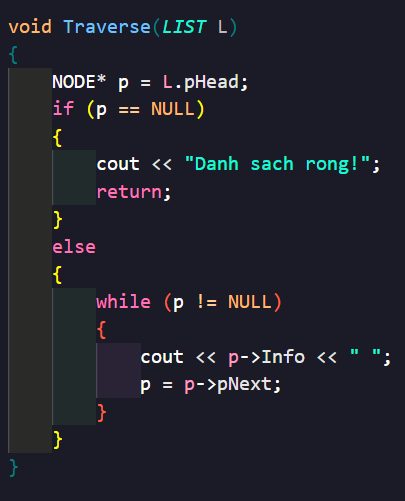 void Traverse(LIST L)
{
    NODE* p = L.pHead;
    if (p == NULL)
    {
        cout << "Danh sach rong!";
        return;
    }
    else
    {
        while (p != NULL)
        {
            cout << p->Info << " ";
            p = p->pNext;
        }
    }
}